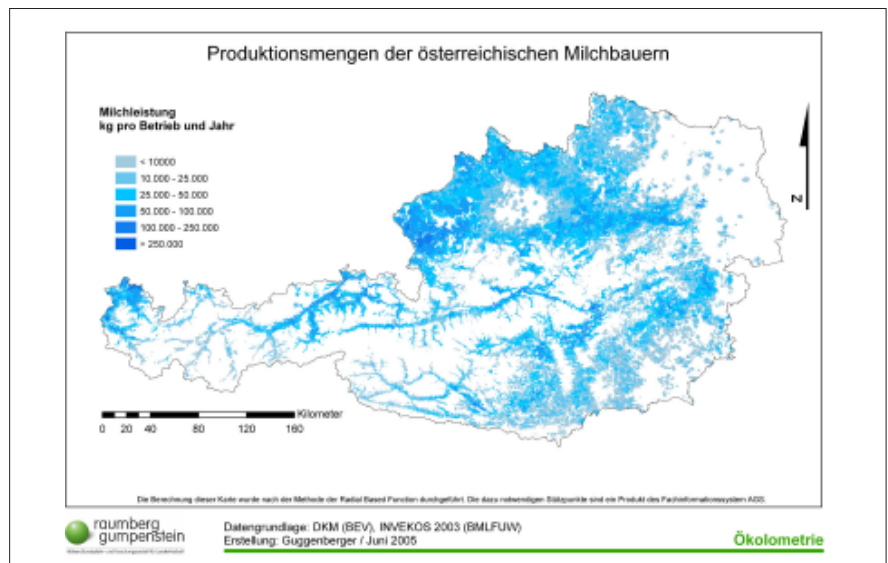 Produktionsmengen der österreichischen Milchbauern
Milchleistung
kg pro Betrieb und Jahr
< 10000
10.000 - 25.000
25.000 - 50.000
50.000 - 100.000
100.000 - 250.000
> 250.000
N
Kilometer
0 20 40 80 120 160
Die Berechnung dieser Karte wurde nach der Methode der Radial Based Function durchgeführt. Die dazu notwendigen Stützpunkte sind ein Produkt des Fachinformationssystem AGS.
raumberg
gumpenstein
Datengrundlage: DKM (BEV), INVEKOS 2003 (BMLFUW)
Erstellung: Guggenberger / Juni 2005
Ökolometrie